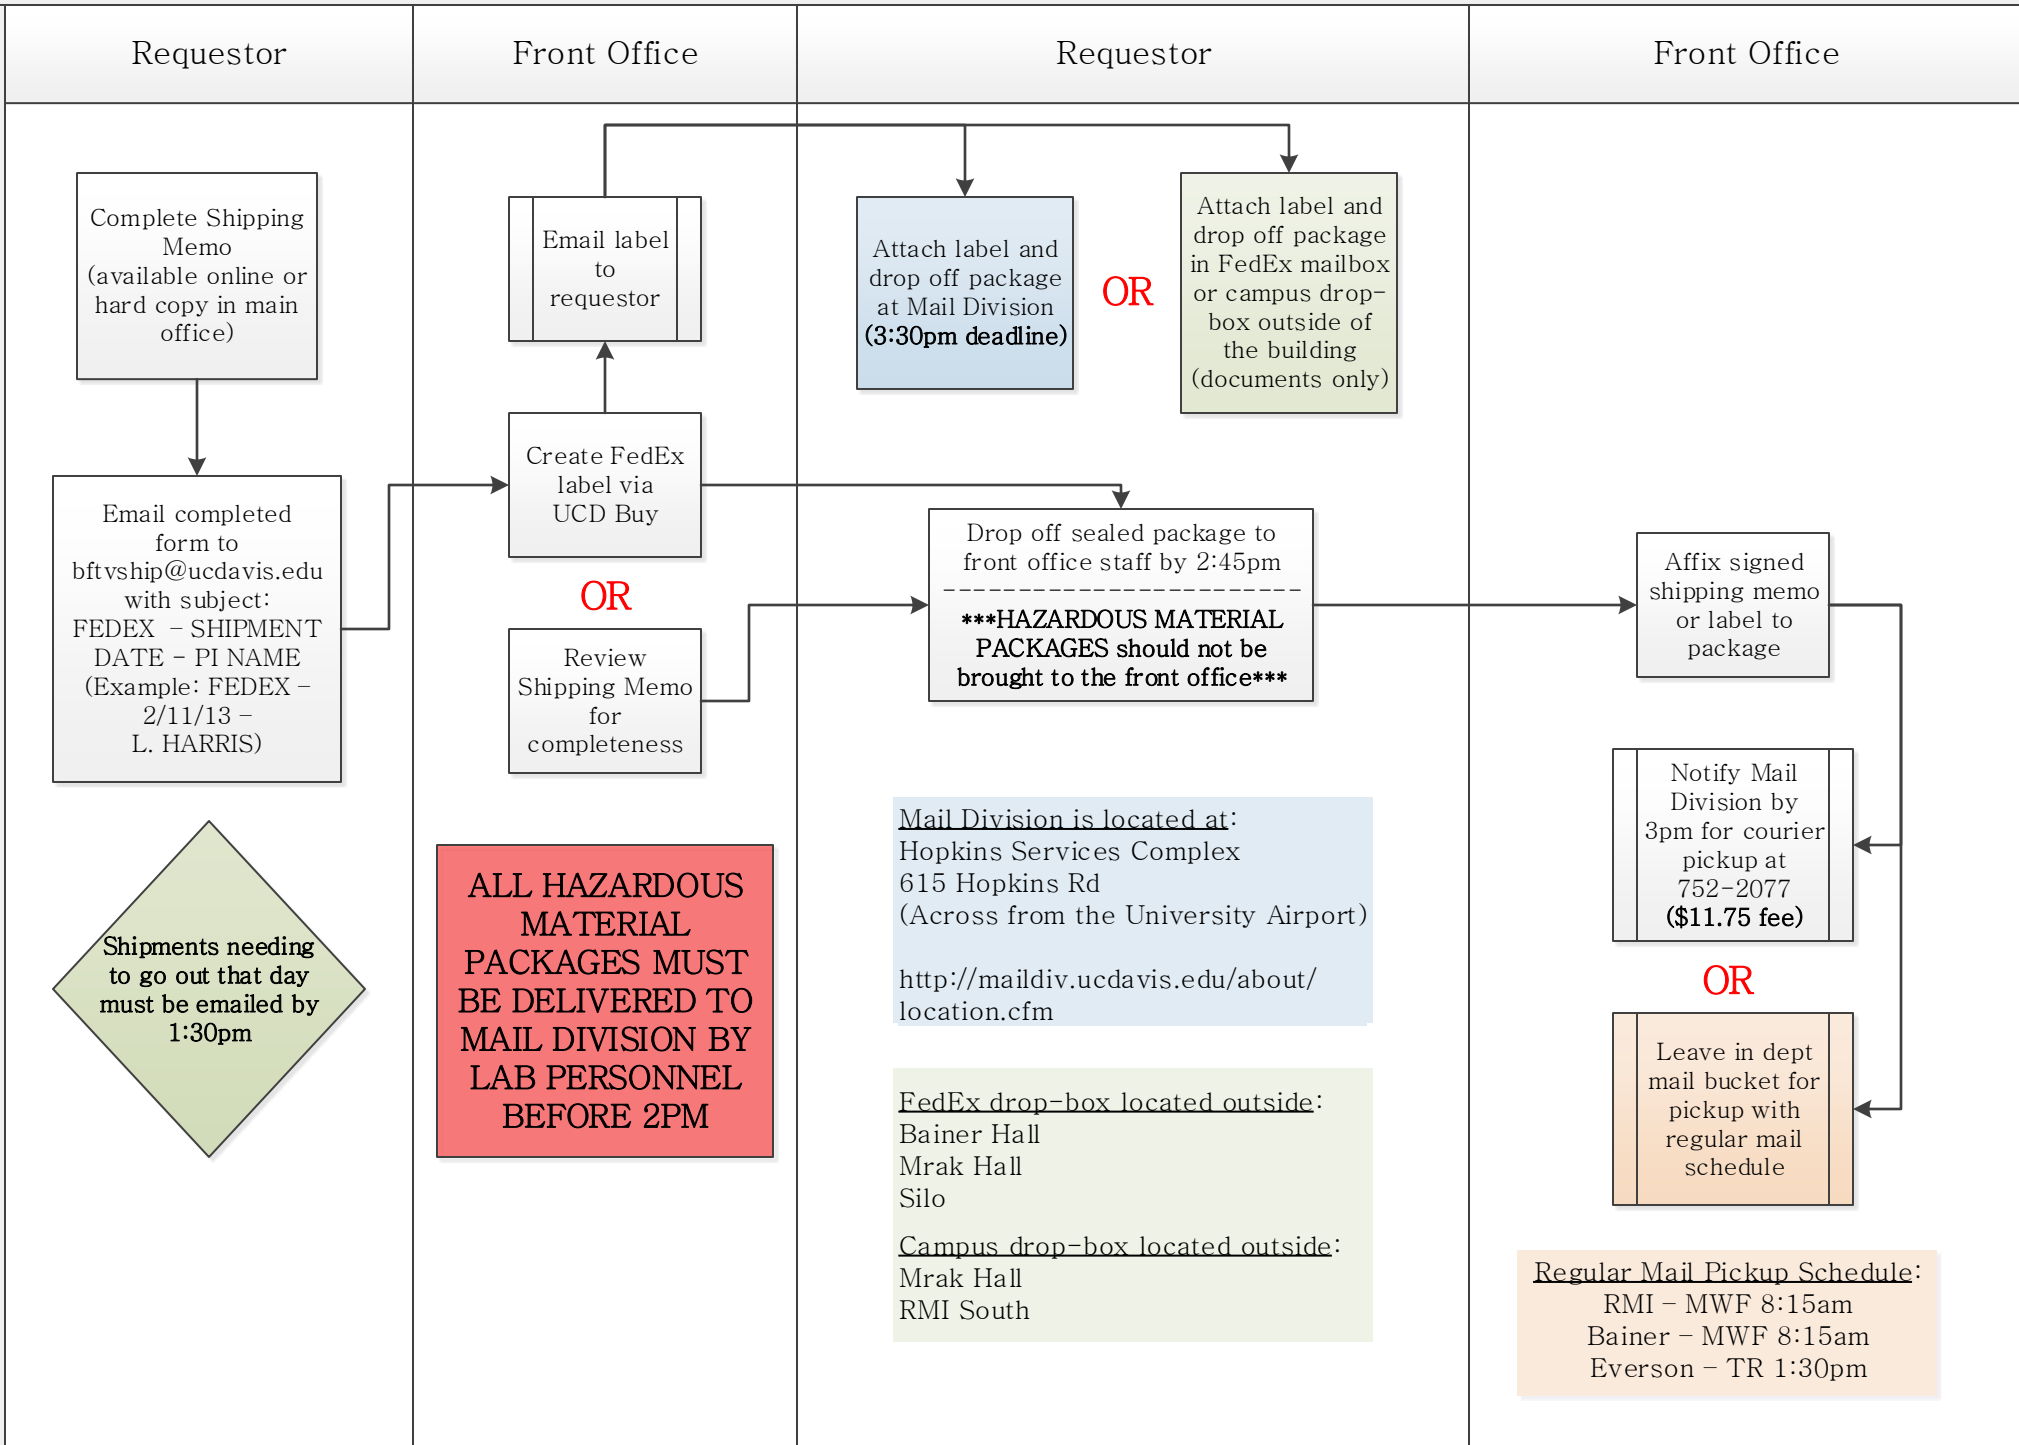 Requestor
Front Office
Requestor
Front Office
Complete Shipping
Memo
(available online or
hard copy in main
office)
Email completed
form to
bftvship@ucdavis.edu
with subject:
FEDEX – SHIPMENT
DATE – PI NAME
(Example: FEDEX –
2/11/13 –
L. HARRIS)
Shipments needing
to go out that day
must be emailed by
1:30pm
Email label
to
requestor
Create FedEx
label via
UCD Buy
OR
Review
Shipping Memo
for
completeness
ALL HAZARDOUS
MATERIAL
PACKAGES MUST
BE DELIVERED TO
MAIL DIVISION BY
LAB PERSONNEL
BEFORE 2PM
Attach label and
drop off package
at Mail Division
(3:30pm deadline)
OR
Attach label and
drop off package
in FedEx mailbox
or campus drop-
box outside of
the building
(documents only)
Drop off sealed package to
front office staff by 2:45pm
-------------------------
***HAZARDOUS MATERIAL
PACKAGES should not be
brought to the front office***
Mail Division is located at:
Hopkins Services Complex
615 Hopkins Rd
(Across from the University Airport)
http://maildiv.ucdavis.edu/about/
location.cfm
FedEx drop-box located outside:
Bainer Hall
Mrak Hall
Silo
Campus drop-box located outside:
Mrak Hall
RMI South
Affix signed
shipping memo
or label to
package
Notify Mail
Division by
3pm for courier
pickup at
752-2077
($11.75 fee)
OR
Leave in dept
mail bucket for
pickup with
regular mail
schedule
Regular Mail Pickup Schedule:
RMI – MWF 8:15am
Bainer – MWF 8:15am
Everson – TR 1:30pm